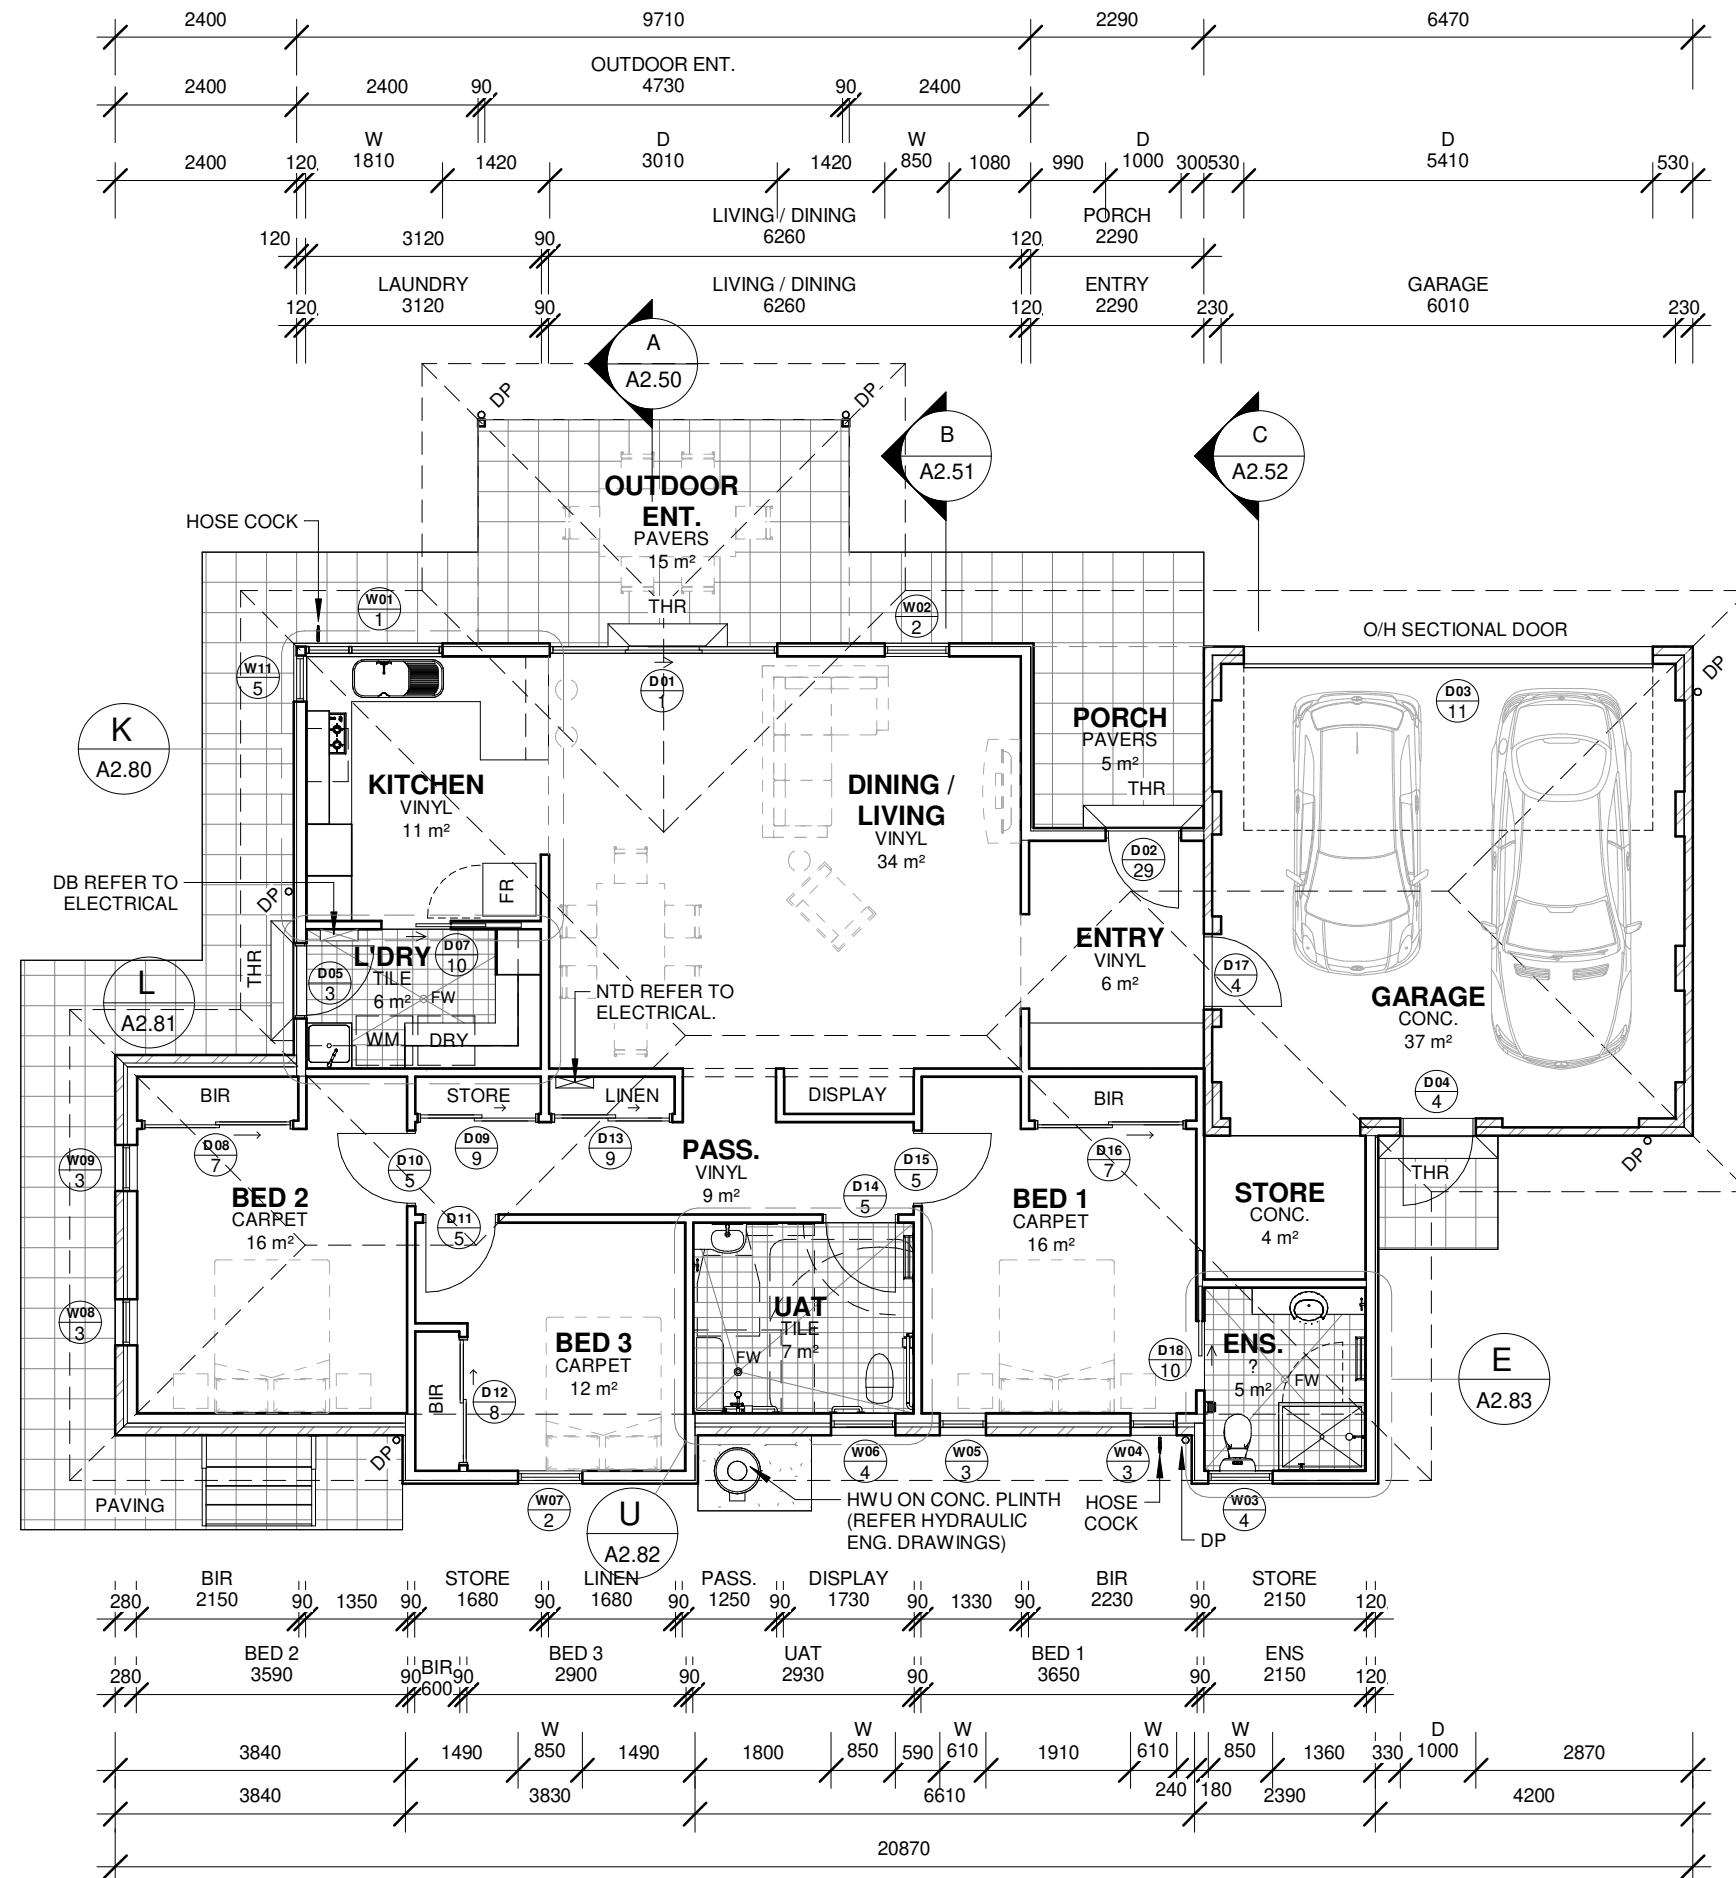 2400 9710 2290 6470
OUTDOOR ENT.
2400 2400 90 4730 90 2400
W D W D D
2400 120 1810 1420 3010 1420 850 1080 990 1000 300 530 5410 530
LIVING / DINING PORCH
120 3120 90 6260 120 2290
LAUNDRY LIVING / DINING ENTRY GARAGE
120 3120 90 6260 120 2290 230 6010 230
A
A2.50
DP
DP
B
A2.51
C
A2.52
OUTDOOR
ENT.
PAVERS
15 m²
HOSE COCK
THR
W01
1
W02
2
O/H SECTIONAL DOOR
W11
5
D01
1
D03
11
DP
K
A2.80
PORCH
PAVERS
5 m²
THR
KITCHEN
VINYL
11 m²
DINING /
LIVING
VINYL
34 m²
D02
29
DB REFER TO
ELECTRICAL
DP
FR
L'DRY
TILE
6 m²
D07
10
D05
3
FW
THR
L
A2.81
WM
DRY
NTD REFER TO
ELECTRICAL.
ENTRY
VINYL
6 m²
D17
4
GARAGE
CONC.
37 m²
D04
4
BIR
STORE
LINEN
DISPLAY
BIR
D08
7
D09
9
D13
9
D16
7
W09
3
D10
5
PASS.
VINYL
9 m²
D15
5
D14
5
DP
THR
BED 2
CARPET
16 m²
D11
5
BED 1
CARPET
16 m²
STORE
CONC.
4 m²
W08
3
UAT
TILE
7 m²
FW
BED 3
CARPET
12 m²
BIR
D12
8
D18
10
ENS.
?
5 m²
FW
E
A2.83
DP
PAVING
W07
2
W06
4
W05
3
W04
3
W03
4
U
A2.82
HWU ON CONC. PLINTH
(REFER HYDRAULIC
ENG. DRAWINGS)
HOSE
COCK
DP
BIR STORE LINEN PASS. DISPLAY BIR STORE
280 2150 90 1350 90 1680 90 1680 90 1250 90 1730 90 1330 90 2230 90 2150 120
BED 2 BIR BED 3 UAT BED 1 ENS
280 3590 90 600 90 2900 90 2930 90 3650 90 2150 120
W W W W W D
3840 1490 850 1490 1800 850 590 610 1910 610 240 180 850 1360 330 1000 2870
3840 3830 6610 2390 4200
20870